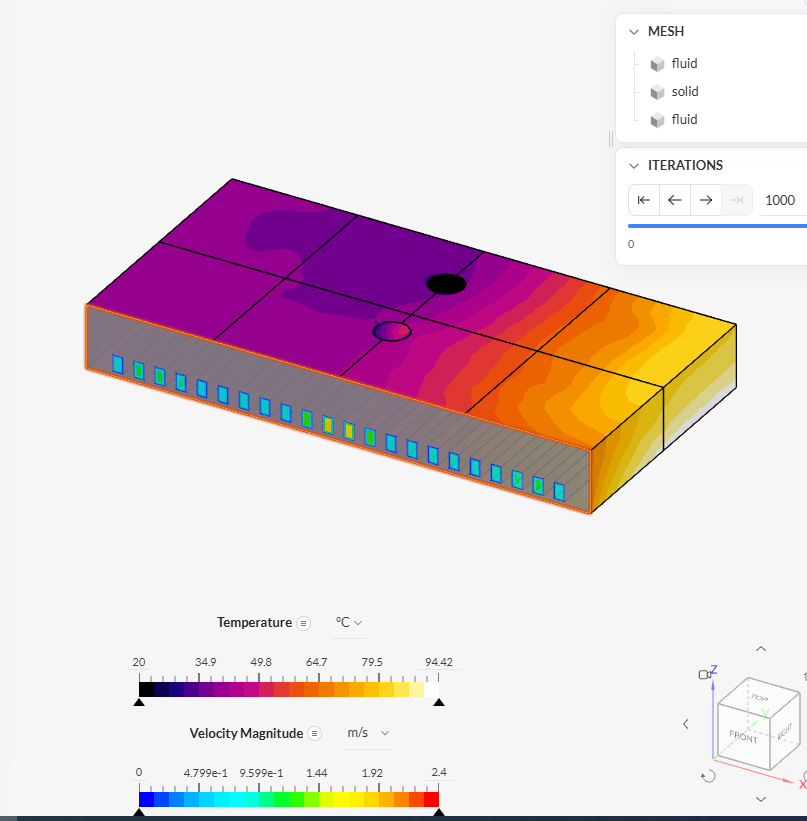 MESH
fluid
solid
fluid
ITERATIONS
1000
0
Temperature °C
20 34.9 49.8 64.7 79.5 94.42
Velocity Magnitude m/s
0 4.799e-1 9.599e-1 1.44 1.92 2.4
Z
TOP
Y
FRONT
RIGHT
X